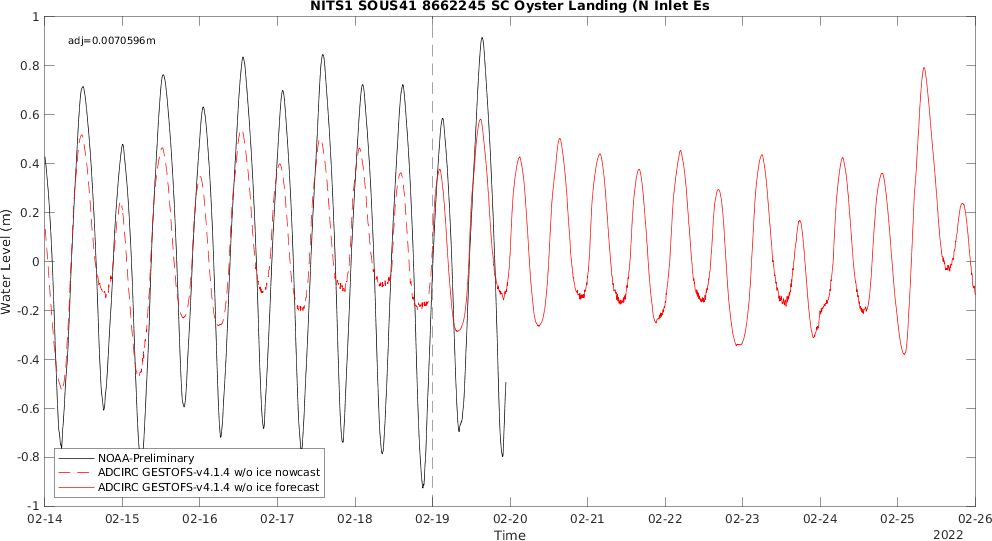 NITS1 SOUS41 8662245 SC Oyster Landing (N Inlet Es
adj=0.0070596m
1
0.8
0.6
0.4
0.2
0
-0.2
-0.4
-0.6
-0.8
-1
Water Level (m)
NOAA-Preliminary
ADCIRC GESTOFS-v4.1.4 w/o ice nowcast
ADCIRC GESTOFS-v4.1.4 w/o ice forecast
02-14 02-15 02-16 02-17 02-18 02-19 02-20 02-21 02-22 02-23 02-24 02-25 02-26
Time
2022